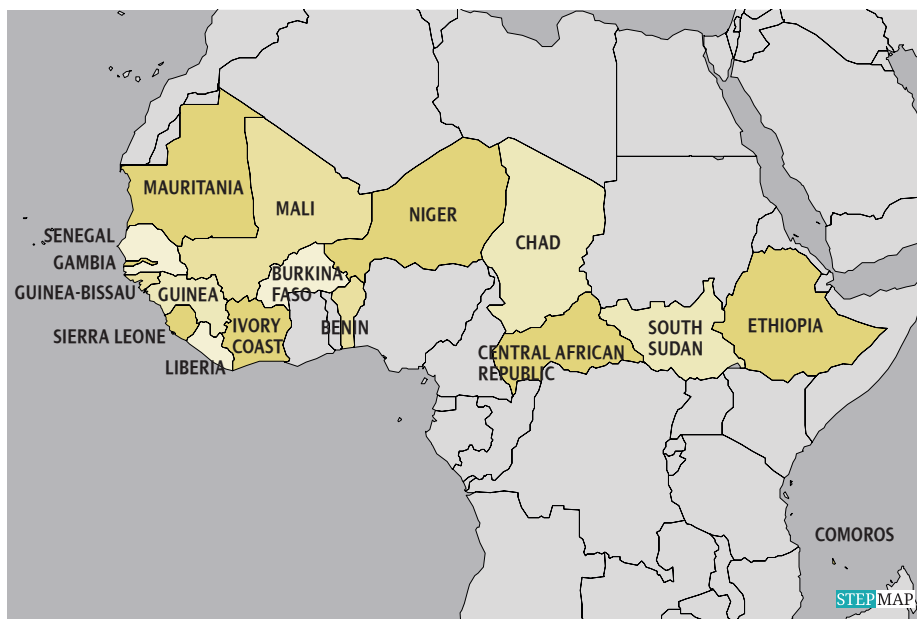 MAURITANIA
MALI
NIGER
CHAD
SENEGAL
GAMBIA
GUINEA-BISSAU
GUINEA
BURKINA
FASO
SIERRA LEONE
IVORY
COAST
BENIN
LIBERIA
CENTRAL AFRICAN
REPUBLIC
SOUTH
SUDAN
ETHIOPIA
COMOROS
STEPMAP